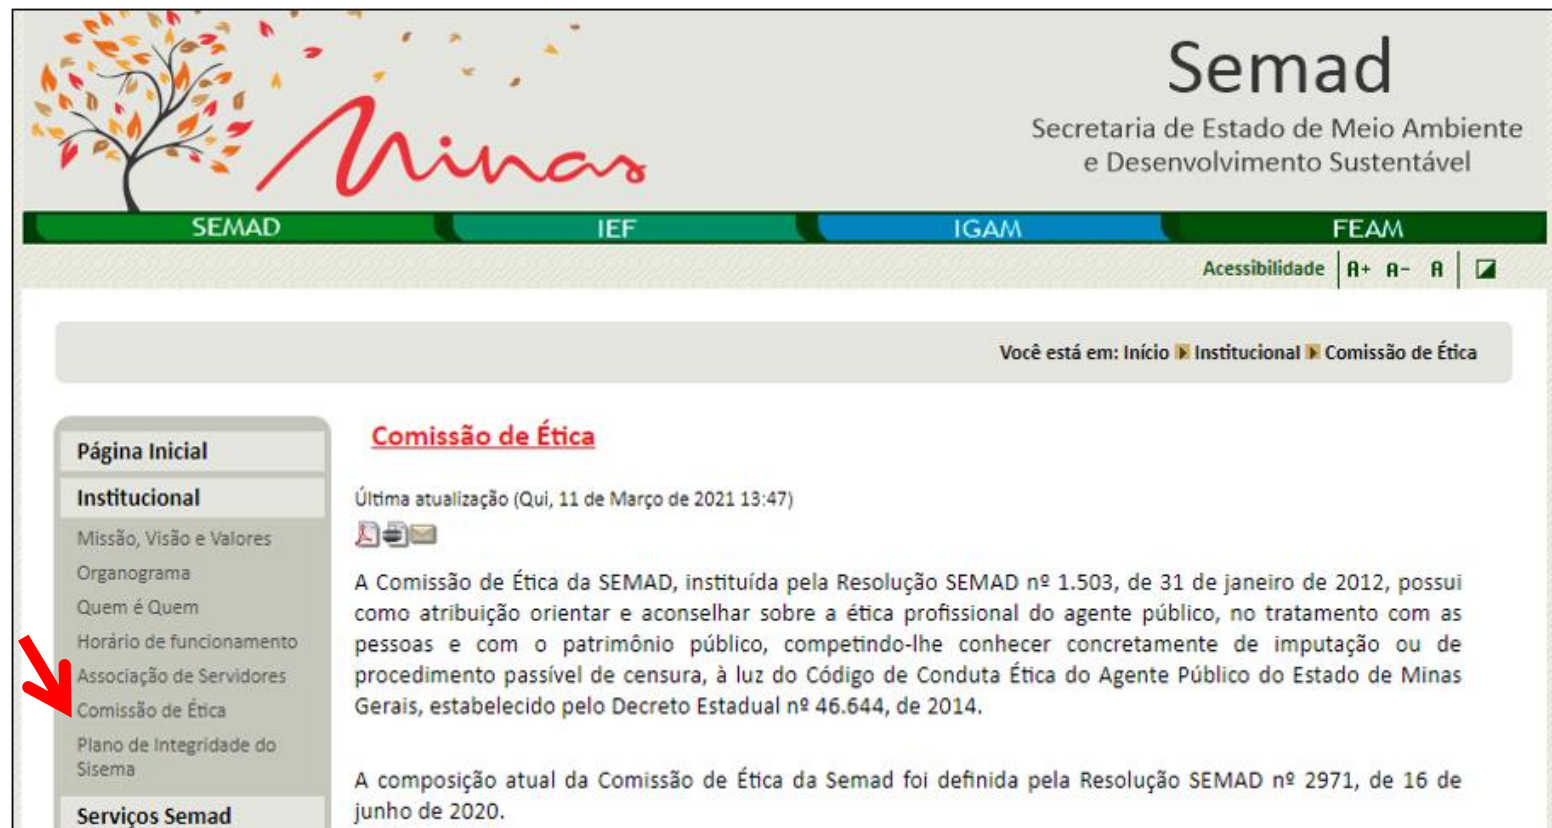 Minas
Semad
Secretaria de Estado de Meio Ambiente
e Desenvolvimento Sustentável
SEMAD IEF IGAM FEAM
Acessibilidade A+ A- A
Você está em: Início Institucional Comissão de Ética
Página Inicial
Institucional
Missão, Visão e Valores
Organograma
Quem é Quem
Horário de funcionamento
Associação de Servidores
Comissão de Ética
Plano de Integridade do
Sisema
Serviços Semad
Comissão de Ética
Última atualização (Qui, 11 de Março de 2021 13:47)
A Comissão de Ética da SEMAD, instituída pela Resolução SEMAD nº 1.503, de 31 de janeiro de 2012, possui
como atribuição orientar e aconselhar sobre a ética profissional do agente público, no tratamento com as
pessoas e com o patrimônio público, competindo-lhe conhecer concretamente de imputação ou de
procedimento passível de censura, à luz do Código de Conduta Ética do Agente Público do Estado de Minas
Gerais, estabelecido pelo Decreto Estadual nº 46.644, de 2014.
A composição atual da Comissão de Ética da Semad foi definida pela Resolução SEMAD nº 2971, de 16 de
junho de 2020.